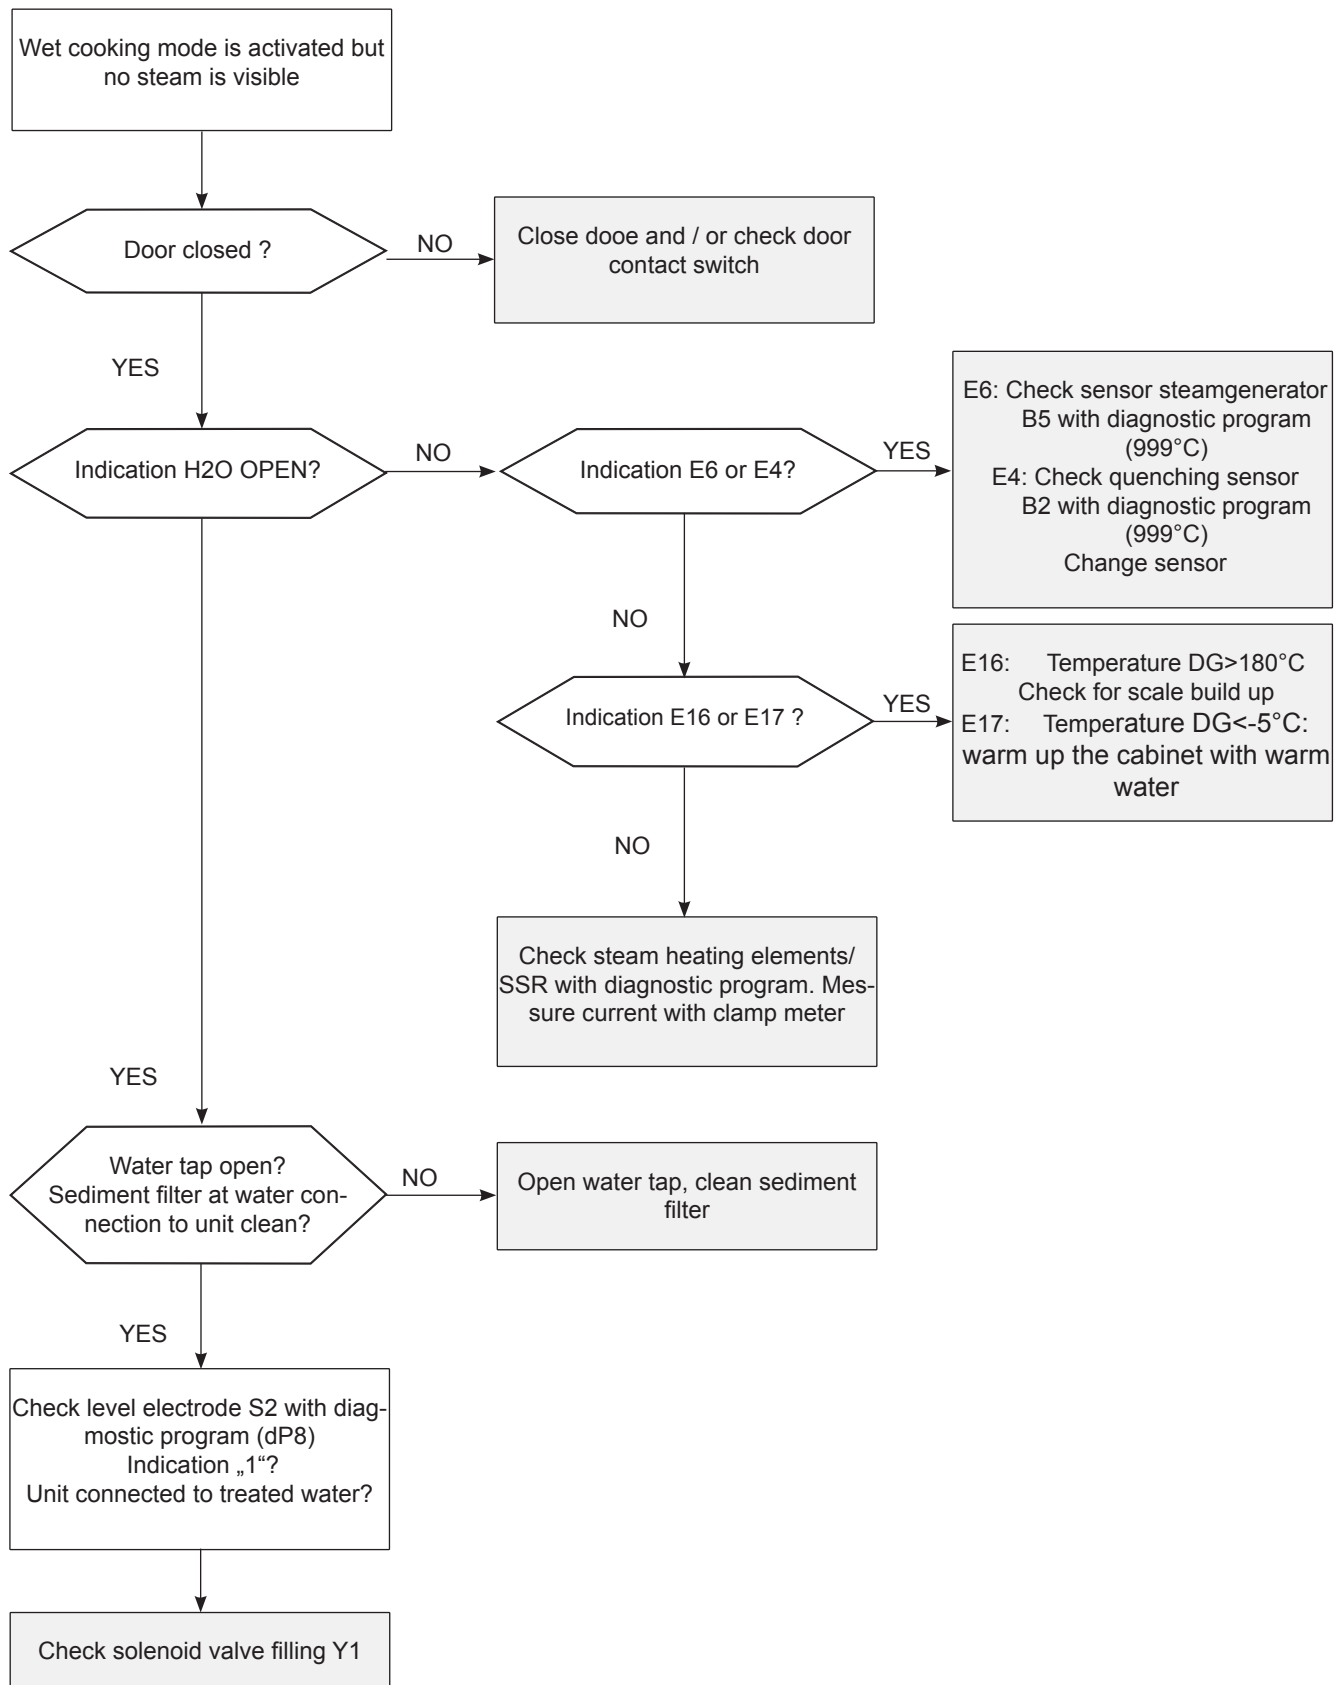 Wet cooking mode is activated but
no steam is visible
Door closed ?
NO
Close dooe and / or check door
contact switch
YES
Indication H2O OPEN?
NO
Indication E6 or E4?
YES
E6: Check sensor steamgenerator
B5 with diagnostic program
(999°C)
E4: Check quenching sensor
B2 with diagnostic program
(999°C)
Change sensor
NO
Indication E16 or E17 ?
YES
E16: Temperature DG>180°C
Check for scale build up
E17: Temperature DG<-5°C:
warm up the cabinet with warm
water
NO
Check steam heating elements/
SSR with diagnostic program. Mes-
sure current with clamp meter
YES
Water tap open?
Sediment filter at water con-
nection to unit clean?
NO
Open water tap, clean sediment
filter
YES
Check level electrode S2 with diag-
mostic program (dP8)
Indication „1“?
Unit connected to treated water?
Check solenoid valve filling Y1